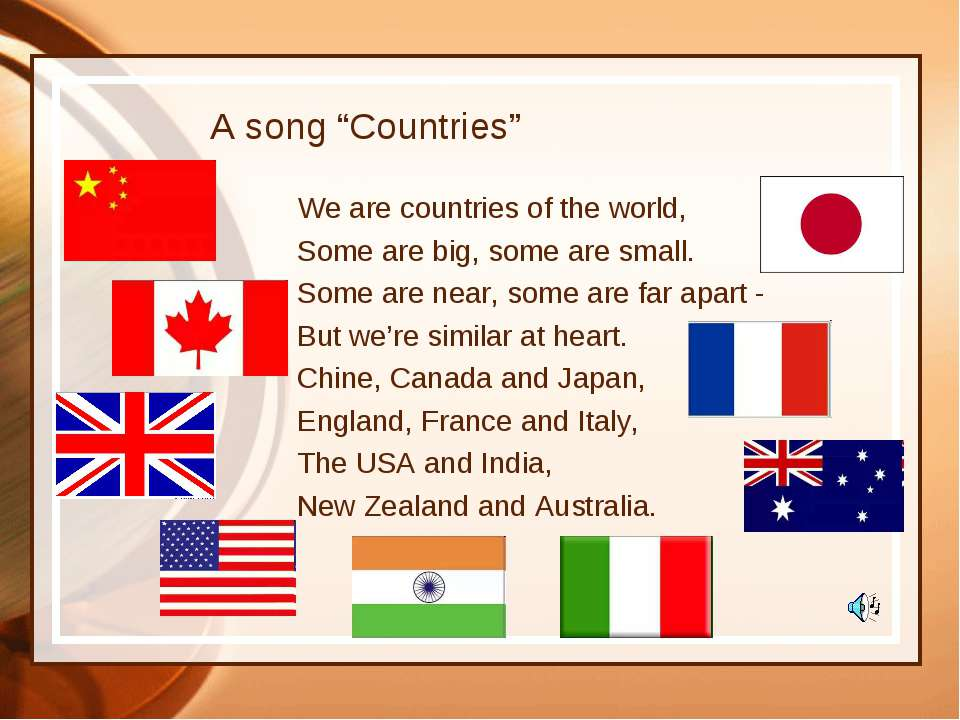 A song “Countries”
We are countries of the world,
Some are big, some are small.
Some are near, some are far apart -
But we’re similar at heart.
Chine, Canada and Japan,
England, France and Italy,
The USA and India,
New Zealand and Australia.